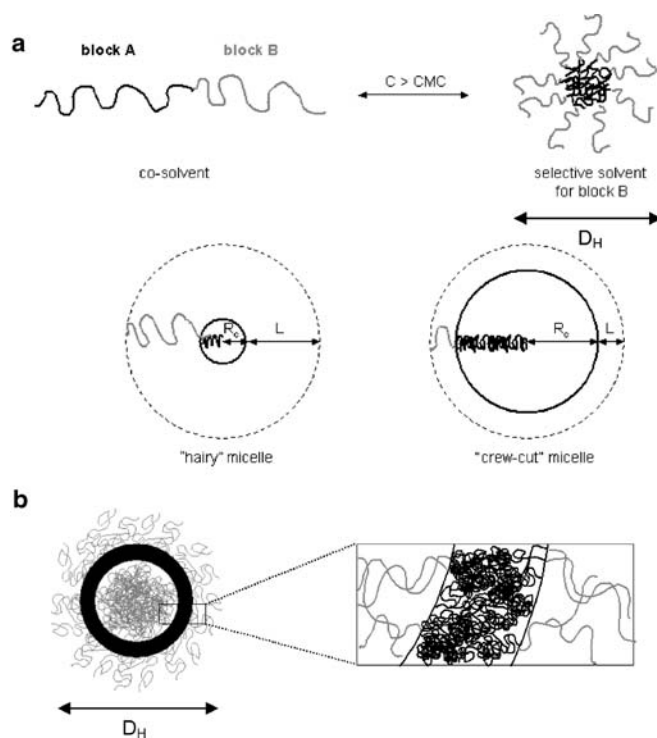 a
block A
block B
C > CMC
co-solvent
selective solvent
for block B
D_H
R_c
L
R_c
L
"hairy" micelle
"crew-cut" micelle
b
D_H